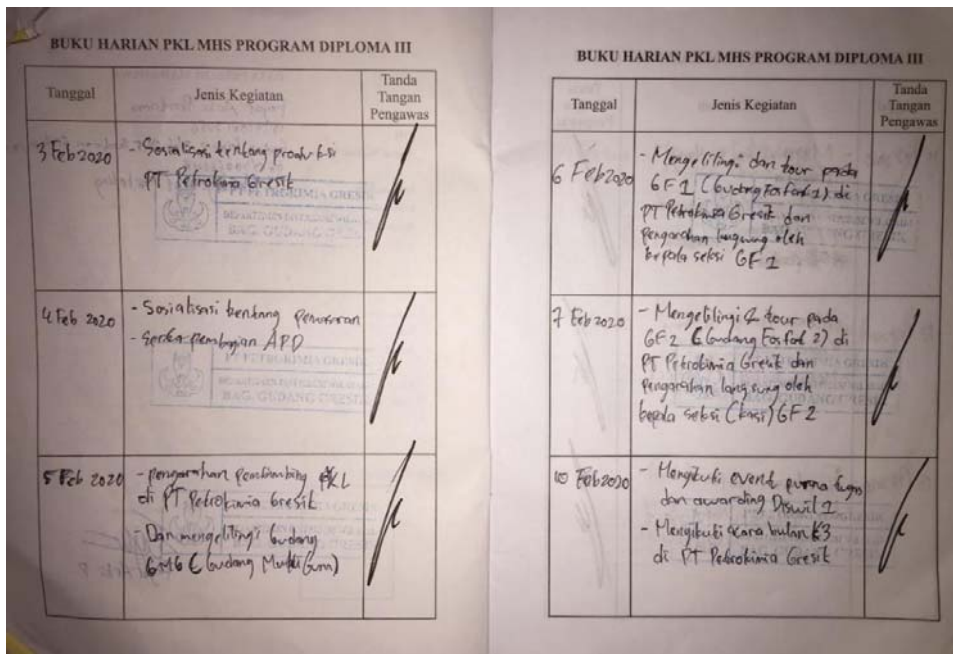 BUKU HARIAN PKL MHS PROGRAM DIPLOMA III
Tanggal
Jenis Kegiatan
Tanda
Tangan
Pengawas
3 Feb 2020
- Sosialisasi tentang produksi
PT Petrokimia Gresik
4 Feb 2020
- Sosialisasi tentang pemasaran
- Serta pembagian APD
5 Feb 2020
- pengarahan pembimbing PKL
di PT Petrokimia Gresik
- Dan mengelilingi Gudang
GMG (Gudang Multi Guna)
BUKU HARIAN PKL MHS PROGRAM DIPLOMA III
Tanggal
Jenis Kegiatan
Tanda
Tangan
Pengawas
6 Feb 2020
- Mengelilingi dan tour pada
GF 1 (Gudang Fosfat 1) di
PT Petrokimia Gresik dan
Pengarahan langsung oleh
kepala seksi GF 1
7 Feb 2020
- Mengelilingi & tour pada
GF 2 (Gudang Fosfat 2) di
PT Petrokimia Gresik dan
Pengarahan langsung oleh
kepala seksi (kasi) GF 2
10 Feb 2020
- Mengikuti event purna tugas
dan awarding Diswil 2
- Mengikuti acara bulan K3
di PT Petrokimia Gresik